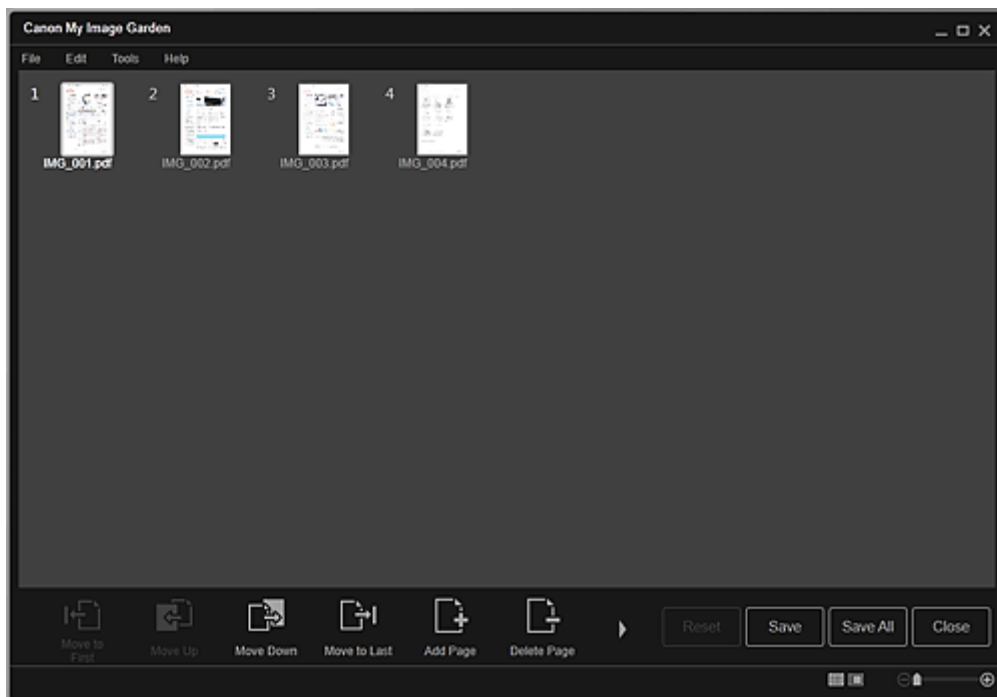 Canon My Image Garden
File Edit Tools Help
1 2 3 4
IMG_001.pdf IMG_002.pdf IMG_003.pdf IMG_004.pdf
Move to First Move Up Move Down Move to Last Add Page Delete Page Reset Save Save All Close